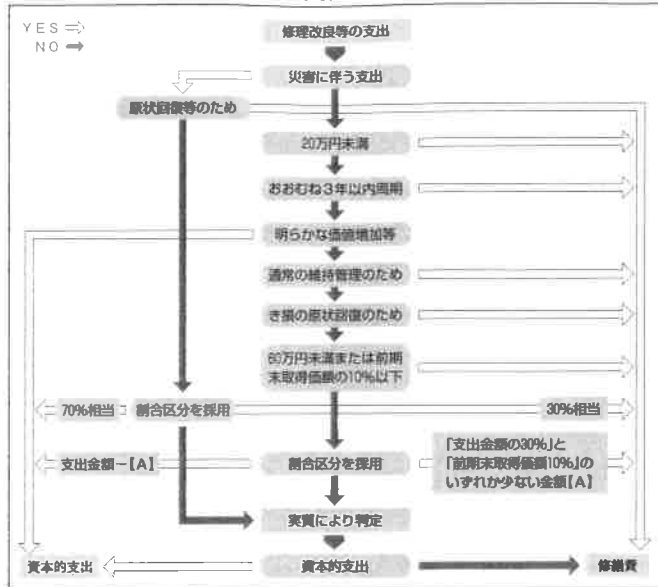 YES⇒
NO➡
修理改良等の支出
災害に伴う支出
原状回復等のため
20万円未満
おおむね3年以内周期
明らかな価値増加等
通常の維持管理のため
き損の原状回復のため
60万円未満または前期
末取得価額の10%以下
70%相当
割合区分を採用
30%相当
支出金額−【A】
割合区分を採用
「支出金額の30%」と
「前期末取得価額10%」の
いずれか少ない金額【A】
実質により判定
資本的支出
資本的支出
修繕費